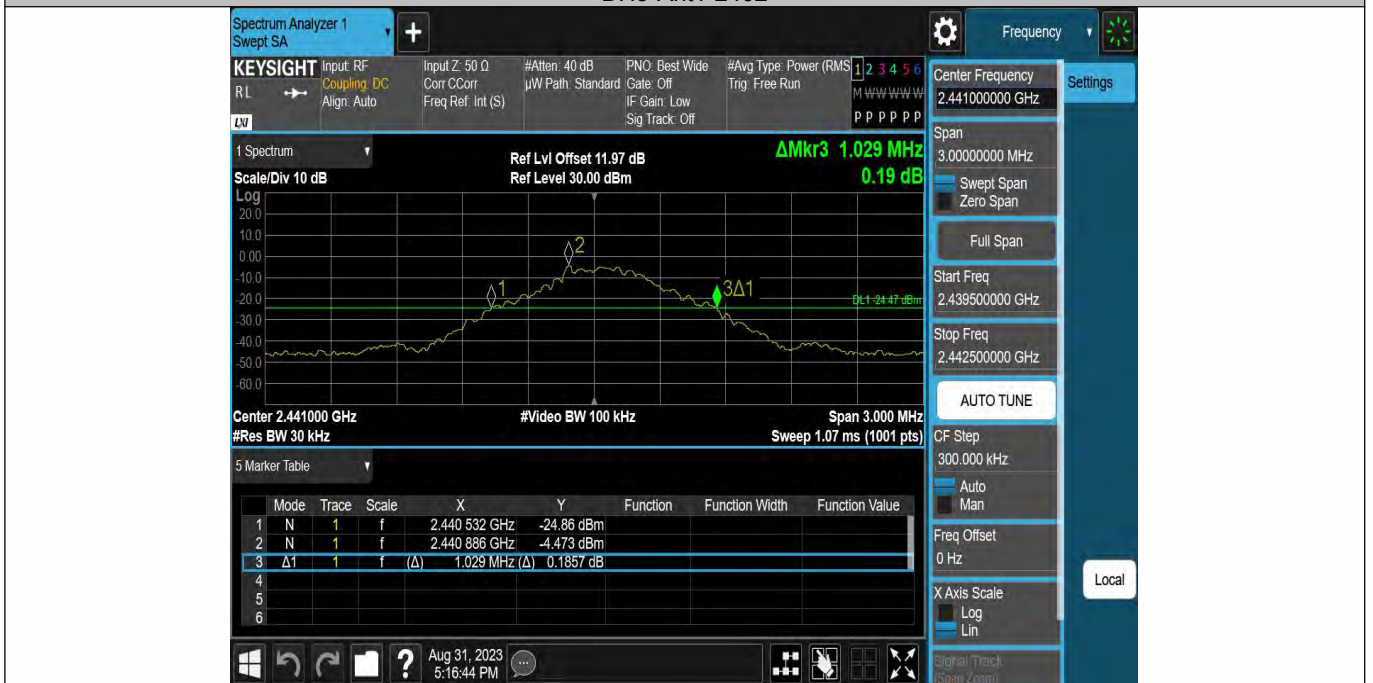 Spectrum Analyzer 1
Swept SA
+
Frequency
KEYSIGHT
RL
LXI
Input: RF
Coupling: DC
Align: Auto
Input Z: 50 Ω
Corr CCorr
Freq Ref: Int (S)
#Atten: 40 dB
µW Path: Standard
PNO: Best Wide
Gate: Off
IF Gain: Low
Sig Track: Off
#Avg Type: Power (RMS
Trig: Free Run
1 2 3 4 5 6
M W W W W W
P P P P P P
1 Spectrum
Scale/Div 10 dB
Ref Lvl Offset 11.97 dB
Ref Level 30.00 dBm
ΔMkr3 1.029 MHz
0.19 dB
Log
20.0
10.0
0.00
-10.0
-20.0
-30.0
-40.0
-50.0
-60.0
1
2
3Δ1
DL1 -24.47 dBm
Center 2.441000 GHz
#Video BW 100 kHz
Span 3.000 MHz
#Res BW 30 kHz
Sweep 1.07 ms (1001 pts)
5 Marker Table
Mode Trace Scale X Y Function Function Width Function Value
1 N 1 f 2.440 532 GHz -24.86 dBm
2 N 1 f 2.440 886 GHz -4.473 dBm
3 Δ1 1 f (Δ) 1.029 MHz (Δ) 0.1857 dB
4
5
6
Aug 31, 2023
5:16:44 PM
Center Frequency
2.441000000 GHz
Settings
Span
3.00000000 MHz
Swept Span
Zero Span
Full Span
Start Freq
2.439500000 GHz
Stop Freq
2.442500000 GHz
AUTO TUNE
CF Step
300.000 kHz
Auto
Man
Freq Offset
0 Hz
X Axis Scale
Log
Lin
Signal Track
(Span Zoom)
Local